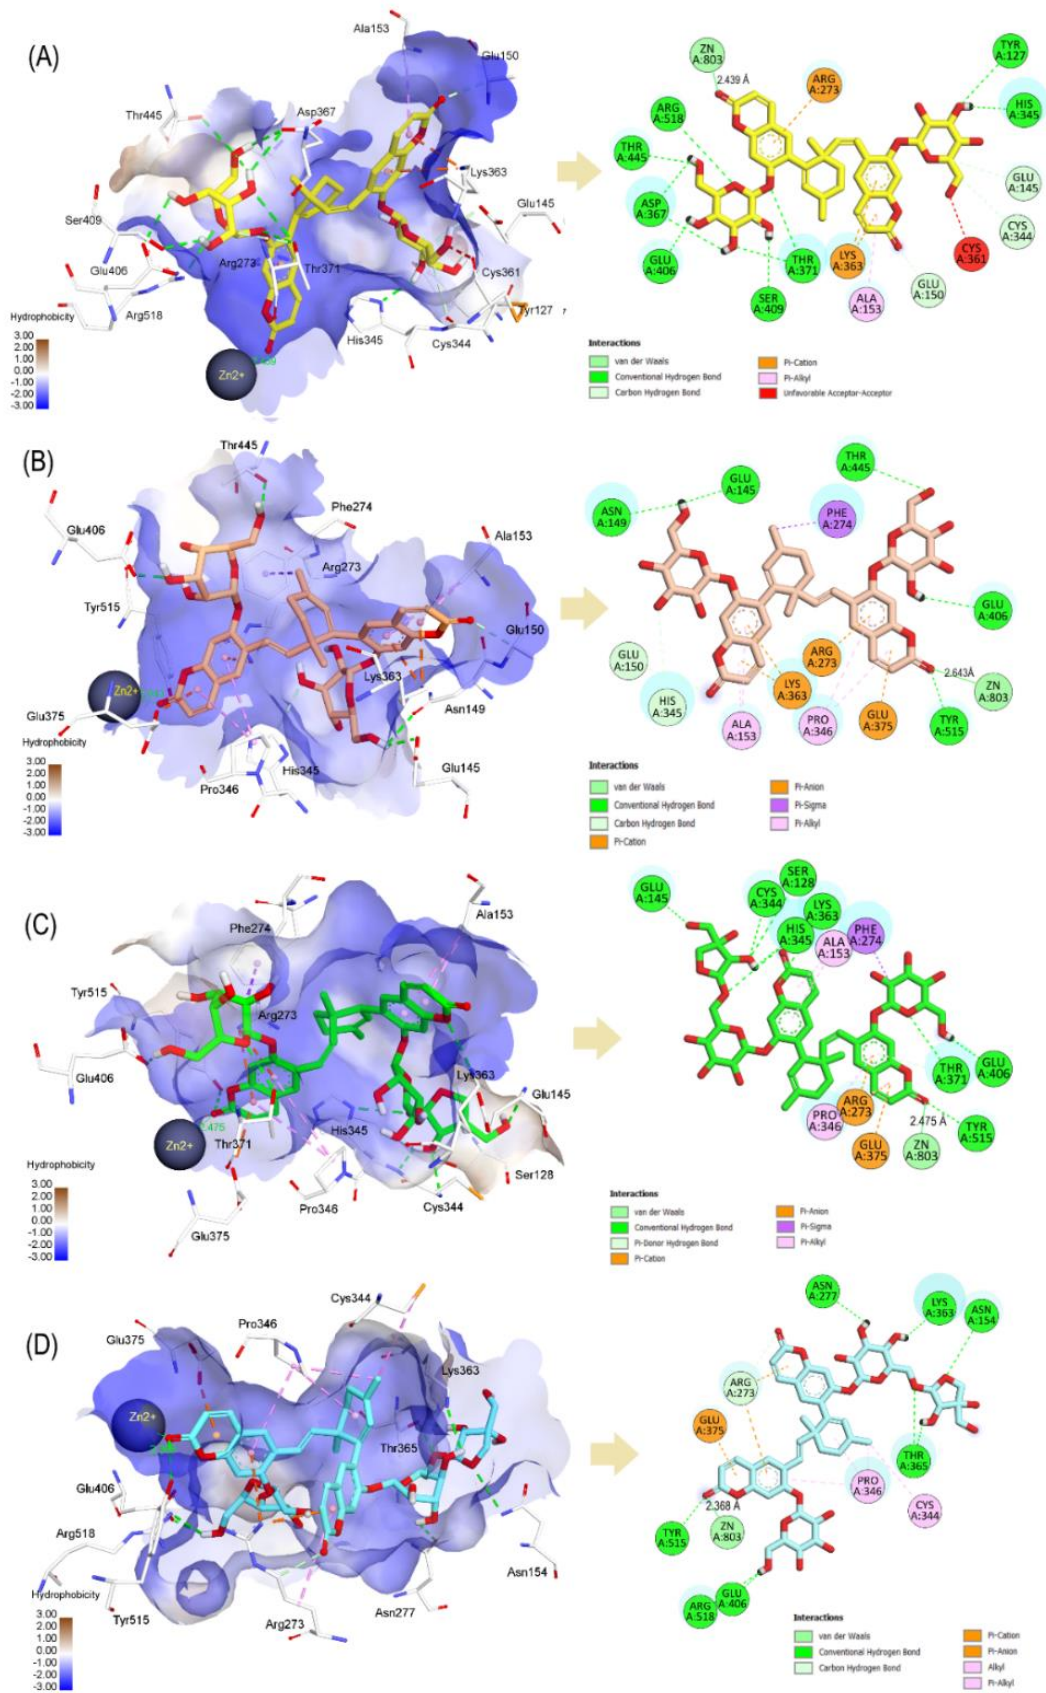 (A)
Ala153
Glu150
Thr445
Asp367
Lys363
Glu145
Ser409
Glu406
Arg273
Thr371
Cys361
Arg518
Tyr127
His345
Cys344
Hydrophobicity
3.00
2.00
1.00
0.00
-1.00
-2.00
-3.00
Zn2+
ZN
A:803
2.439 Å
ARG
A:273
TYR
A:127
ARG
A:518
HIS
A:345
THR
A:445
GLU
A:145
ASP
A:367
CYS
A:344
GLU
A:406
THR
A:371
LYS
A:363
CYS
A:361
SER
A:409
ALA
A:153
GLU
A:150
Interactions
van der Waals
Conventional Hydrogen Bond
Carbon Hydrogen Bond
Pi-Cation
Pi-Alkyl
Unfavorable Acceptor-Acceptor
(B)
Thr445
Glu406
Phe274
Ala153
Arg273
Tyr515
Glu150
Lys363
Zn2+
Asn149
Glu375
Hydrophobicity
His345
Glu145
Pro346
3.00
2.00
1.00
0.00
-1.00
-2.00
-3.00
THR
A:445
GLU
A:145
ASN
A:149
PHE
A:274
GLU
A:406
GLU
A:150
ARG
A:273
HIS
A:345
LYS
A:363
2.643Å
ZN
A:803
ALA
A:153
PRO
A:346
GLU
A:375
TYR
A:515
Interactions
van der Waals
Conventional Hydrogen Bond
Carbon Hydrogen Bond
Pi-Cation
Pi-Anion
Pi-Sigma
Pi-Alkyl
(C)
Phe274
Ala153
Tyr515
Arg273
Glu406
Lys363
Glu145
2.475
Zn2+
Thr371
His345
Ser128
Hydrophobicity
Pro346
Cys344
Glu375
3.00
2.00
1.00
0.00
-1.00
-2.00
-3.00
SER
A:128
GLU
A:145
CYS
A:344
LYS
A:363
HIS
A:345
ALA
A:153
PHE
A:274
THR
A:371
GLU
A:406
ARG
A:273
PRO
A:346
2.475 Å
TYR
A:515
GLU
A:375
ZN
A:803
Interactions
van der Waals
Conventional Hydrogen Bond
Pi-Donor Hydrogen Bond
Pi-Cation
Pi-Anion
Pi-Sigma
Pi-Alkyl
(D)
Cys344
Pro346
Glu375
Lys363
Zn2+
Thr365
Glu406
Arg518
Asn154
Hydrophobicity
Tyr515
Asn277
Arg273
3.00
2.00
1.00
0.00
-1.00
-2.00
-3.00
ASN
A:277
LYS
A:363
ASN
A:154
ARG
A:273
GLU
A:375
THR
A:365
PRO
A:346
2.368 Å
CYS
A:344
TYR
A:515
ZN
A:803
GLU
A:406
ARG
A:518
Interactions
van der Waals
Conventional Hydrogen Bond
Carbon Hydrogen Bond
Pi-Cation
Pi-Anion
Alkyl
Pi-Alkyl